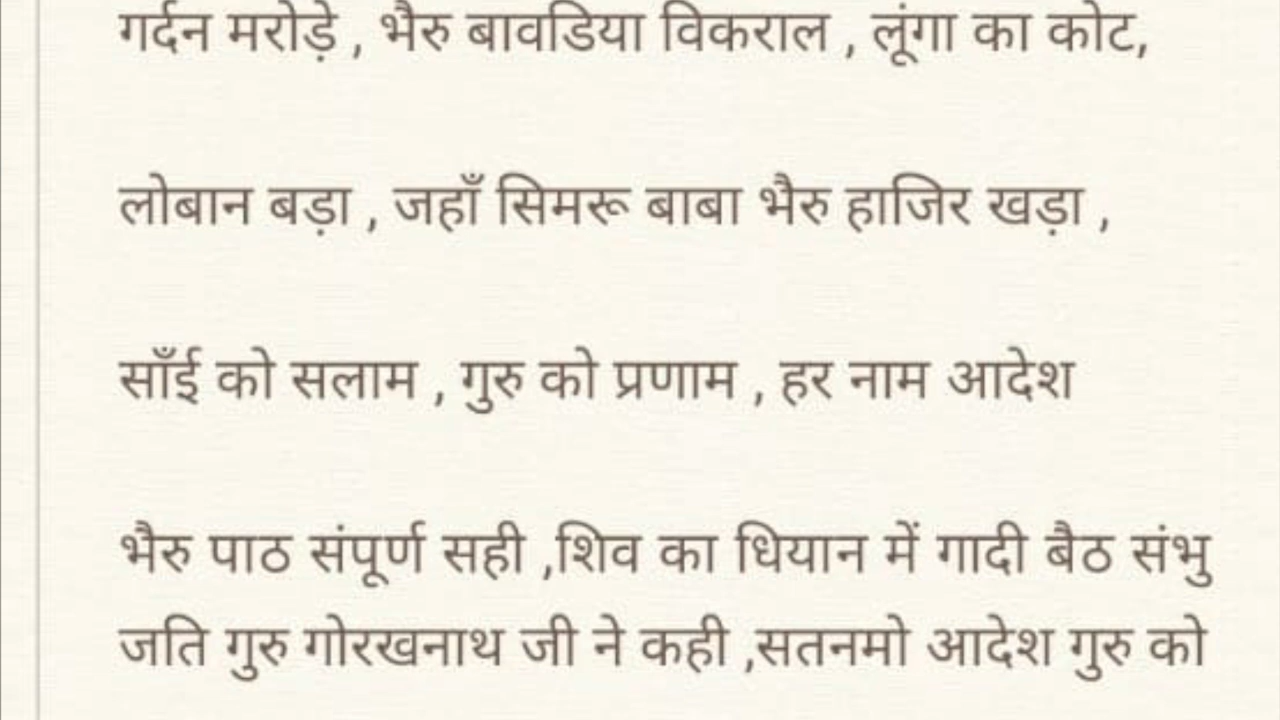 गर्दन मरोड़े , भैरु बावडिया विकराल , लूंगा का कोट,
लोबान बड़ा , जहाँ सिमरू बाबा भैरु हाजिर खड़ा ,
साँई को सलाम , गुरु को प्रणाम , हर नाम आदेश
भैरु पाठ संपूर्ण सही ,शिव का धियान में गादी बैठ संभु
जति गुरु गोरखनाथ जी ने कही ,सतनमो आदेश गुरु को